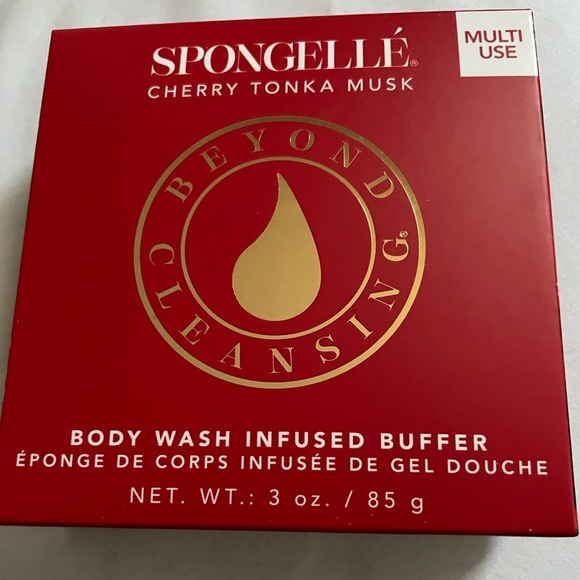 SPONGELLÉ®
MULTI
USE
CHERRY TONKA MUSK
BEYOND
CLEANSING®
BODY WASH INFUSED BUFFER
ÉPONGE DE CORPS INFUSÉE DE GEL DOUCHE
NET. WT.: 3 oz. / 85 g